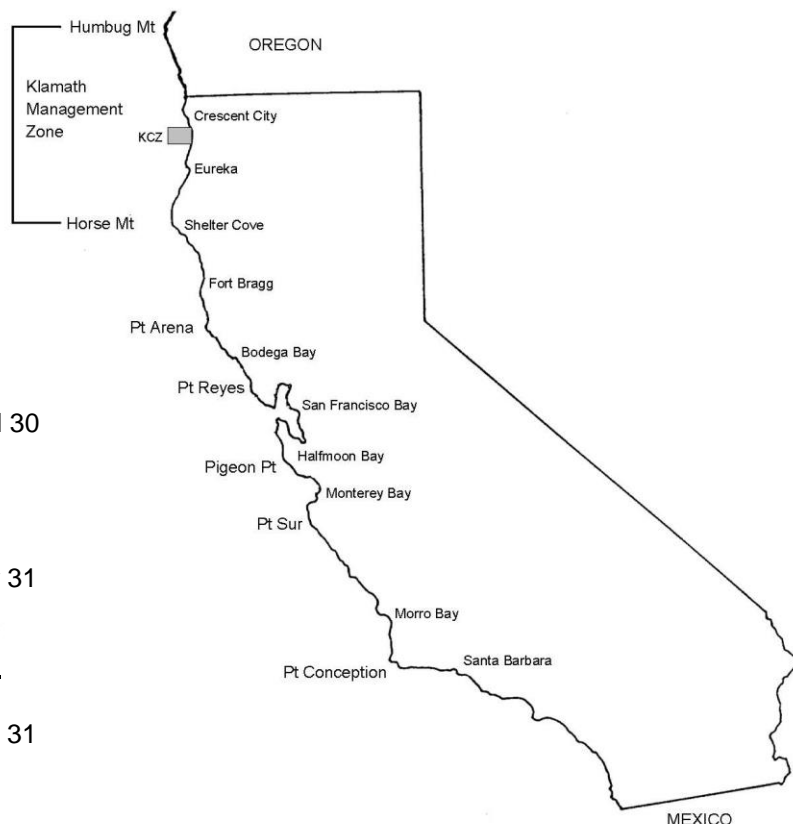 Humbug Mt
OREGON
Klamath
Management
Zone
Crescent City
KCZ
Eureka
Horse Mt
Shelter Cove
Fort Bragg
Pt Arena
Bodega Bay
Pt Reyes
San Francisco Bay
30
Halfmoon Bay
Pigeon Pt
Monterey Bay
Pt Sur
31
Morro Bay
Santa Barbara
Pt Conception
31
MEXICO